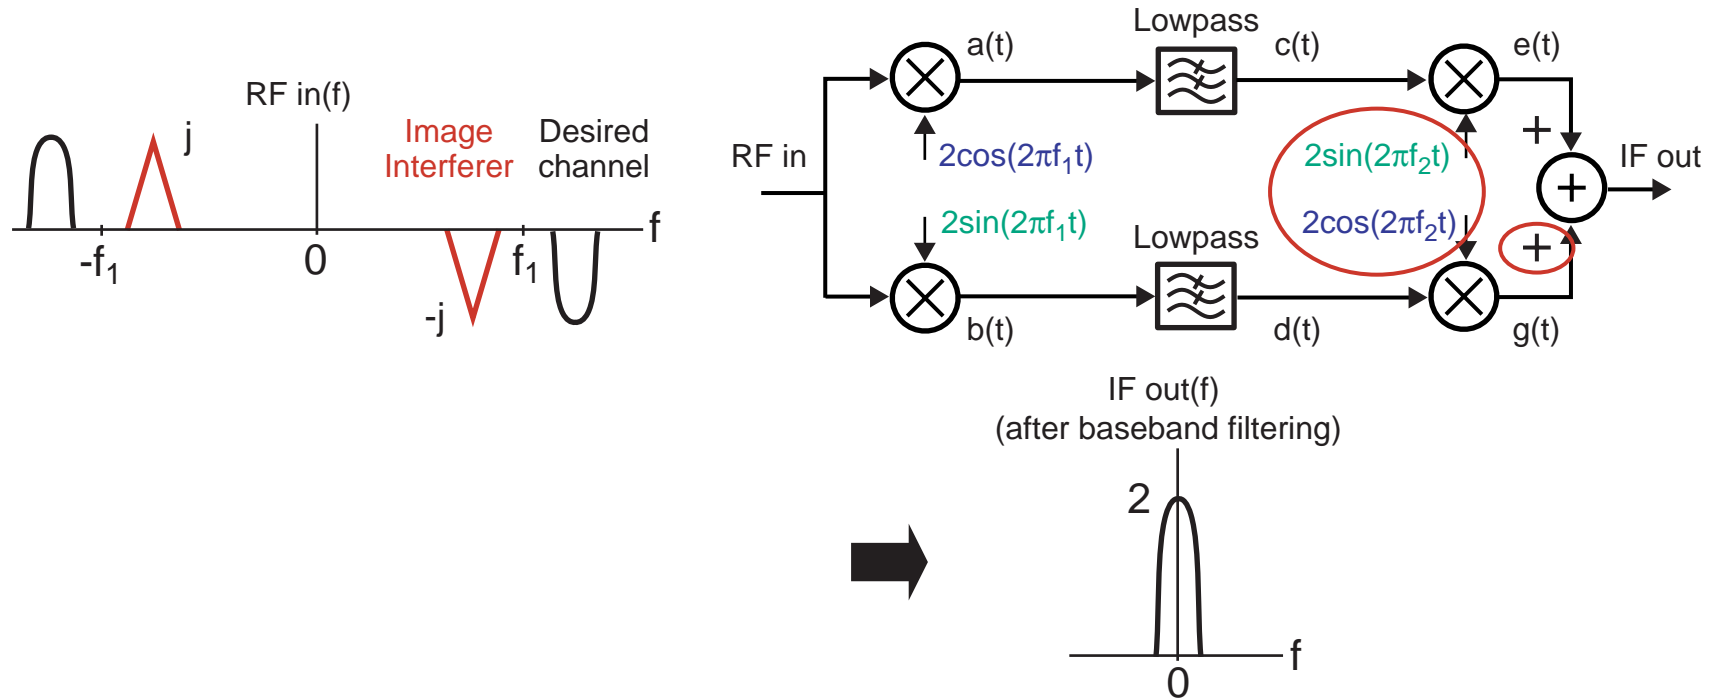 RF in(f)
j
Image
Interferer
Desired
channel
-f₁
0
f₁
f
-j
Lowpass
a(t)
c(t)
e(t)
2cos(2πf₁t)
2sin(2πf₂t)
+
RF in
+
IF out
2sin(2πf₁t)
2cos(2πf₂t)
+
Lowpass
b(t)
d(t)
g(t)
IF out(f)
(after baseband filtering)
2
0
f